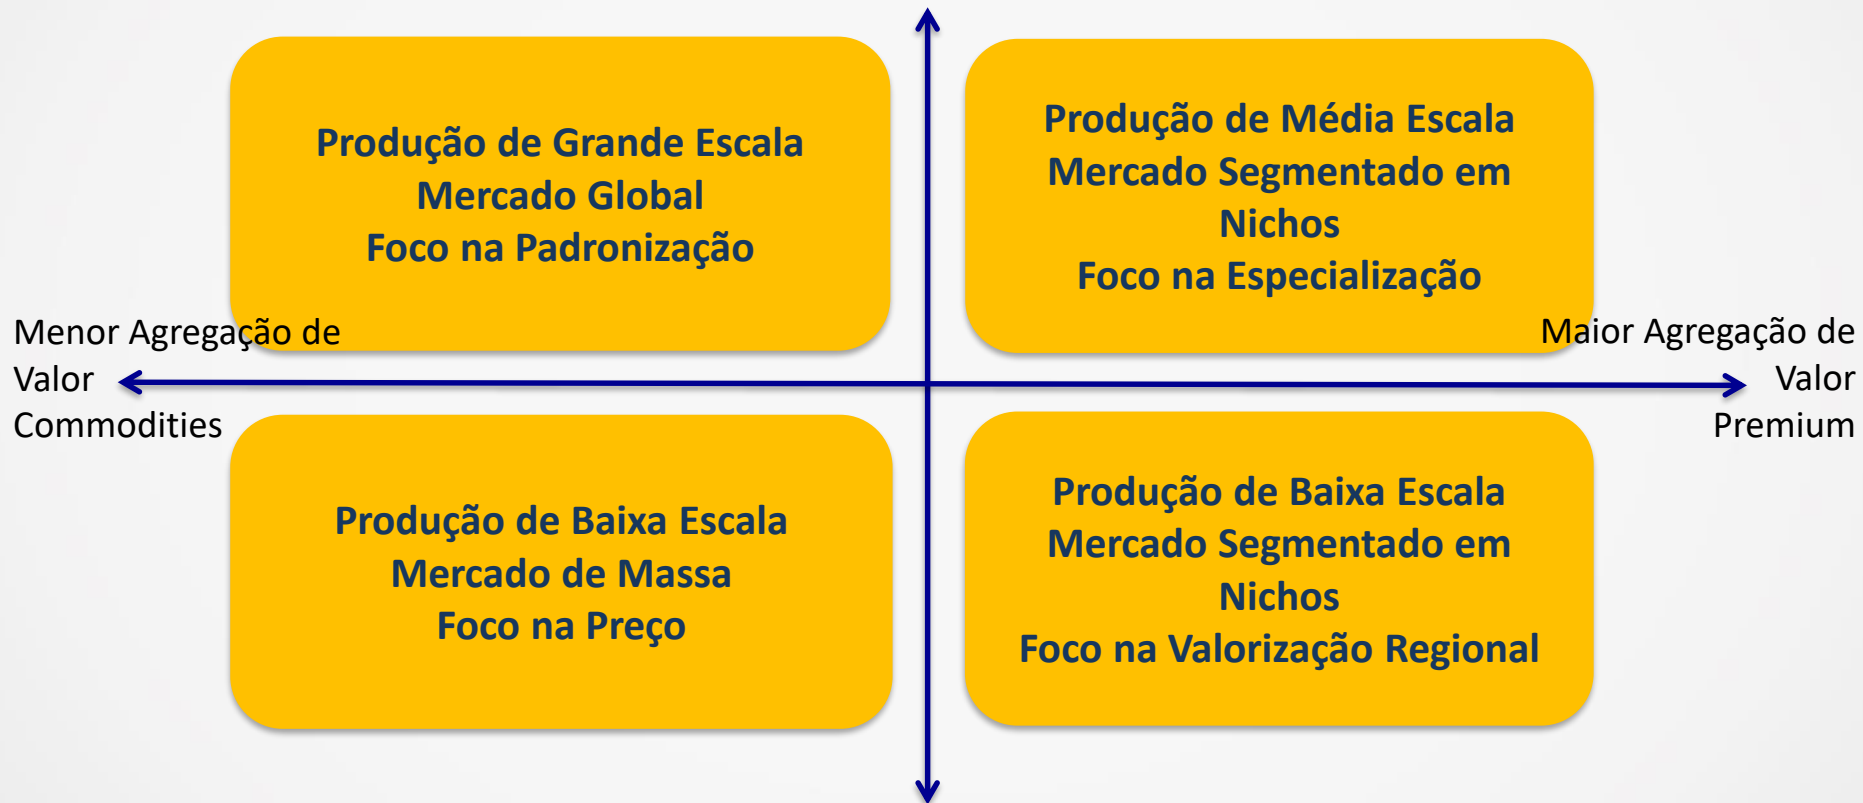 Produção de Grande Escala
Mercado Global
Foco na Padronização
Produção de Média Escala
Mercado Segmentado em
Nichos
Foco na Especialização
Menor Agregação de
Valor
Commodities
Maior Agregação de
Valor
Premium
Produção de Baixa Escala
Mercado de Massa
Foco na Preço
Produção de Baixa Escala
Mercado Segmentado em
Nichos
Foco na Valorização Regional